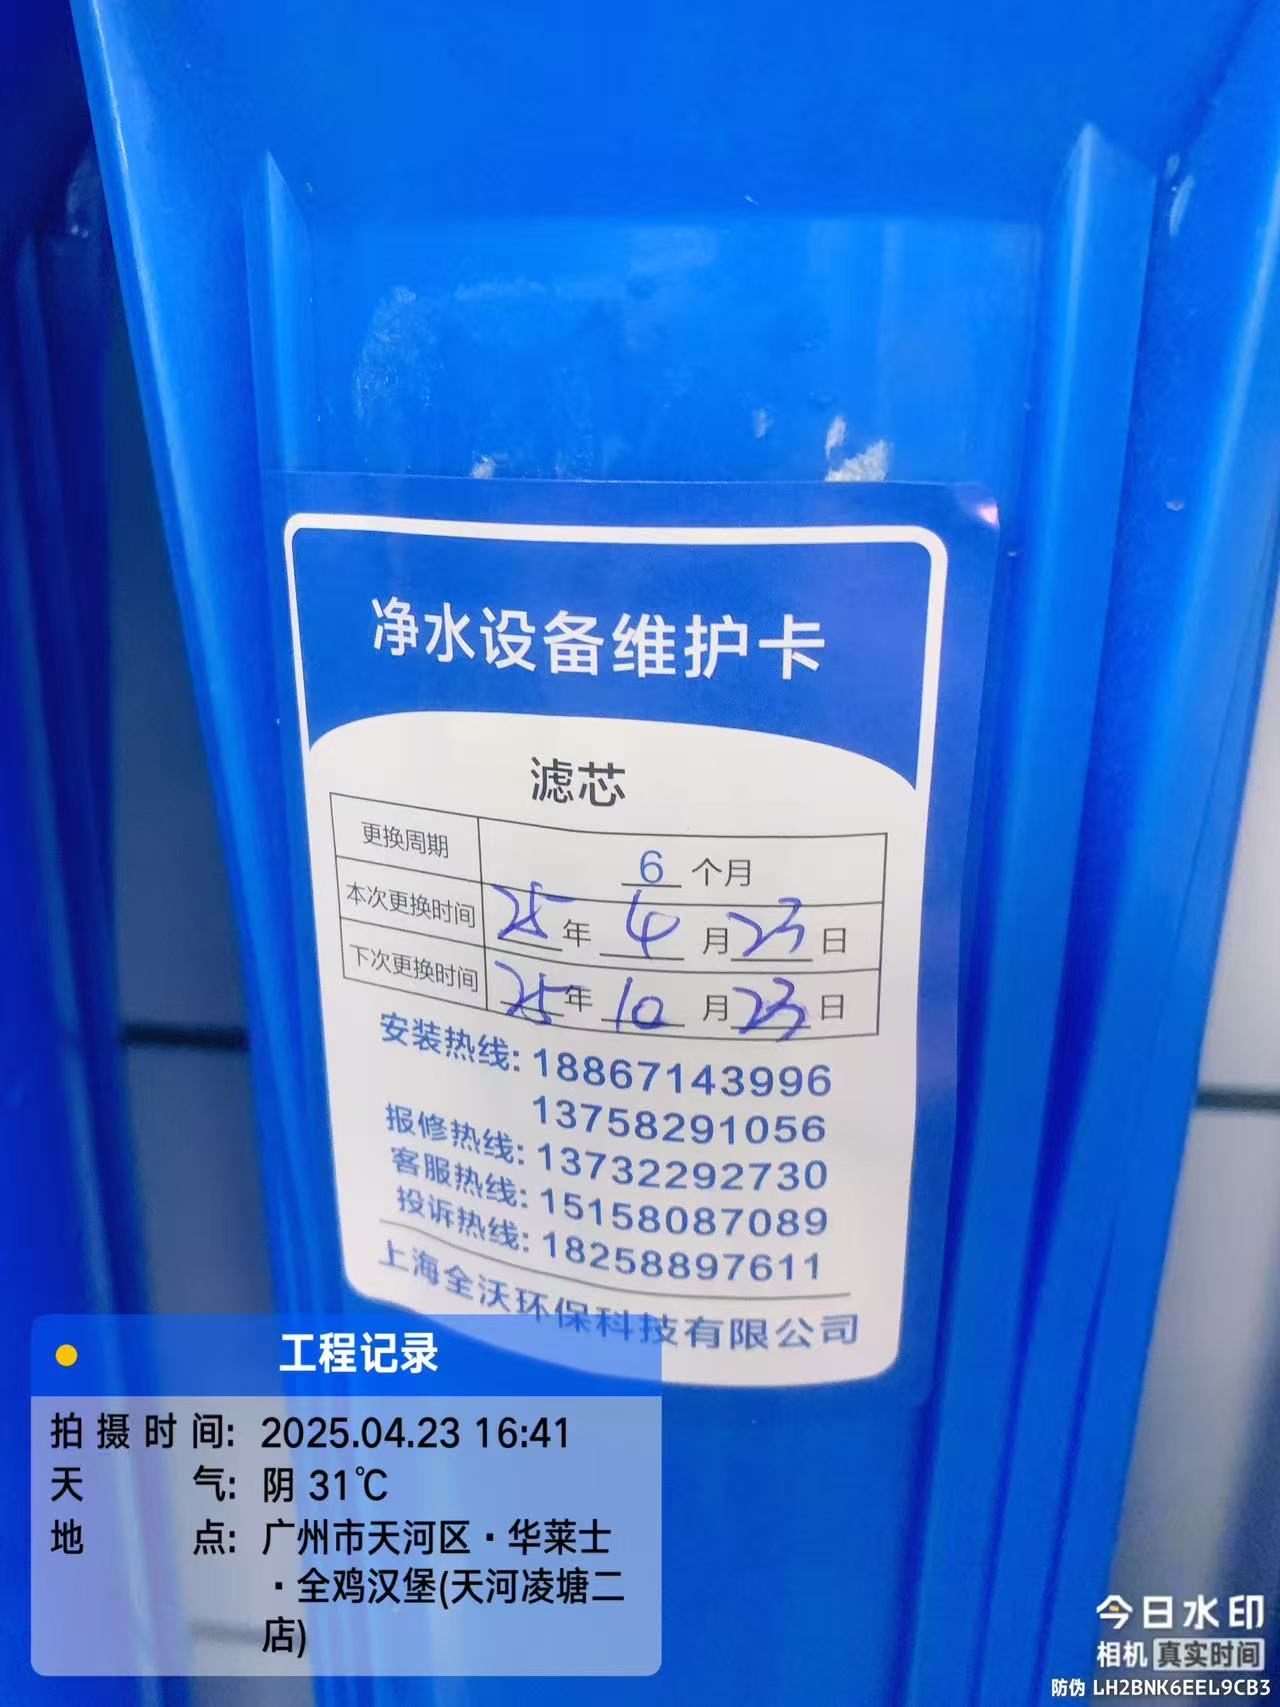 净水设备维护卡
滤芯
更换周期 6 个月
本次更换时间 25 年 4 月 23 日
下次更换时间 25 年 10 月 23 日
安装热线: 18867143996
13758291056
报修热线: 13732292730
客服热线: 15158087089
投诉热线: 18258897611
上海全沃环保科技有限公司
工程记录
拍摄时间: 2025.04.23 16:41
天气: 阴 31℃
地点: 广州市天河区·华莱士
·全鸡汉堡(天河凌塘二
店)
今日水印
相机 真实时间
防伪 LH2BNK6EEL9CB3